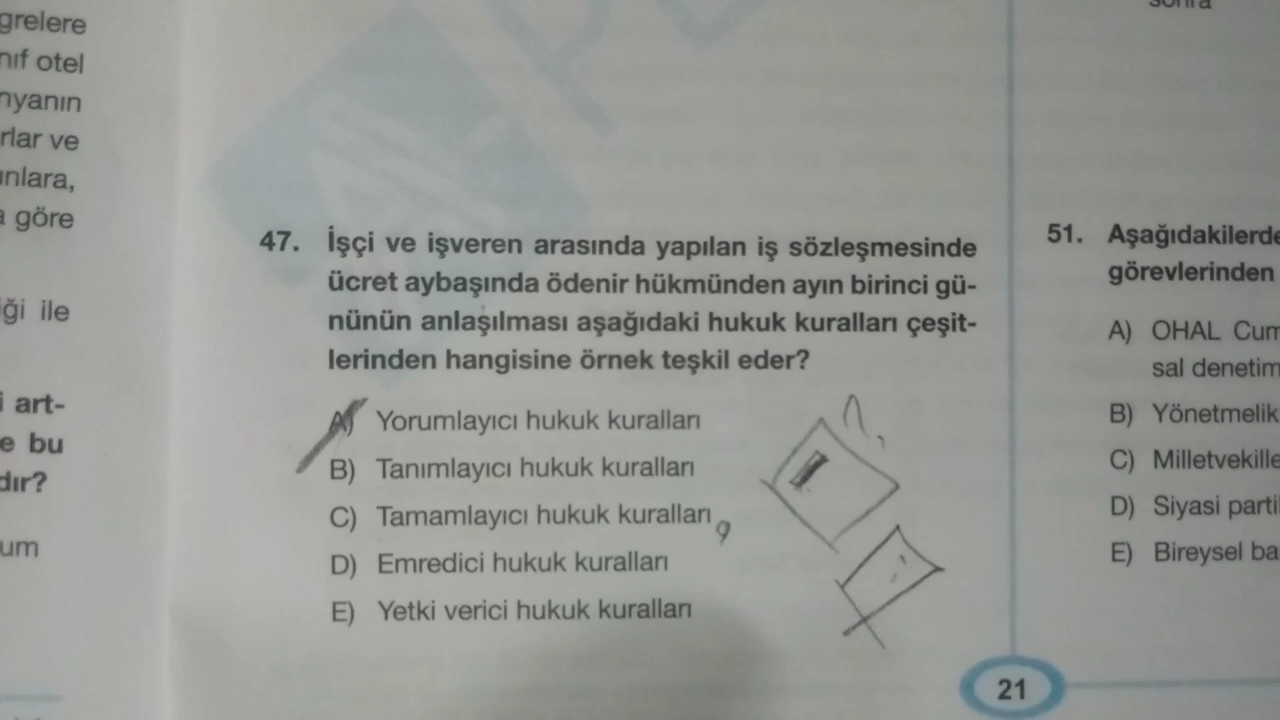 grelere
nıf otel
nyanın
rlar ve
nlara,
göre
ği ile
art-
e bu
dır?
um
47. İşçi ve işveren arasında yapılan iş sözleşmesinde
ücret aybaşında ödenir hükmünden ayın birinci gü-
nünün anlaşılması aşağıdaki hukuk kuralları çeşit-
lerinden hangisine örnek teşkil eder?
A) Yorumlayıcı hukuk kuralları
B) Tanımlayıcı hukuk kuralları
C) Tamamlayıcı hukuk kuralları
D) Emredici hukuk kuralları
E) Yetki verici hukuk kuralları
sonra
51. Aşağıdakilerde
görevlerinden
A) OHAL Cum
sal denetim
B) Yönetmelik
C) Milletvekille
D) Siyasi parti
E) Bireysel ba
21